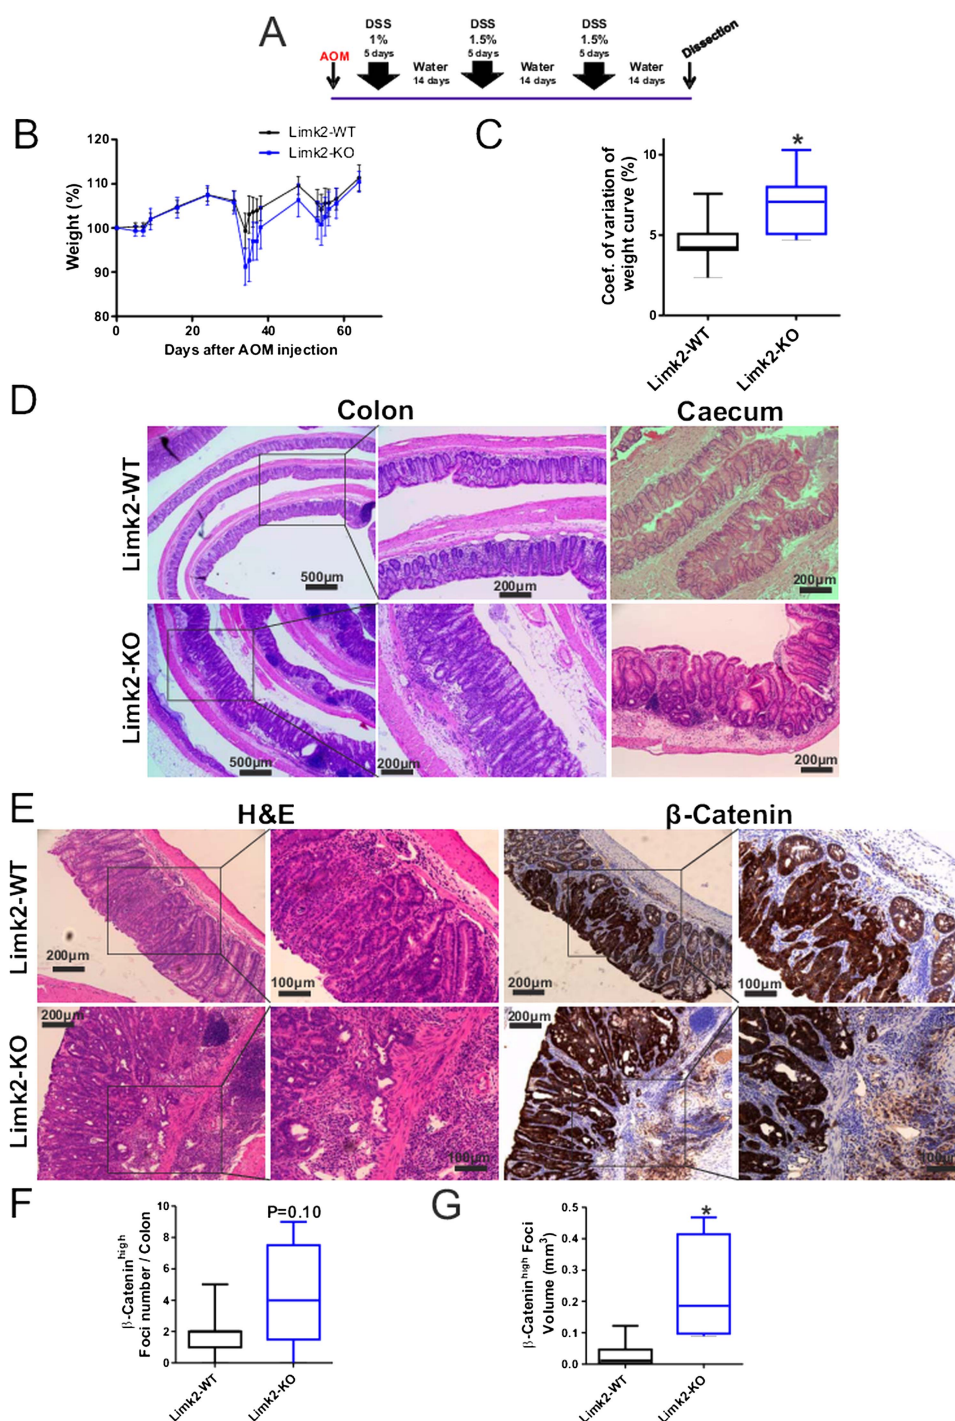 A
AOM
DSS
1%
5 days
Water
14 days
DSS
1.5%
5 days
Water
14 days
DSS
1.5%
5 days
Water
14 days
Dissection
B
Limk2-WT
Limk2-KO
120
110
100
90
80
Weight (%)
0 20 40 60
Days after AOM injection
C
*
10
5
0
Coef. of variation of
weight curve (%)
Limk2-WT
Limk2-KO
D
Colon
Caecum
Limk2-WT
500μm
200μm
200μm
Limk2-KO
500μm
200μm
200μm
E
H&E
β-Catenin
Limk2-WT
200μm
100μm
200μm
100μm
Limk2-KO
200μm
100μm
200μm
100μm
F
P=0.10
10
8
6
4
2
0
β-Catenin^high
Foci number / Colon
Limk2-WT
Limk2-KO
G
*
0.5
0.4
0.3
0.2
0.1
0.0
β-Catenin^high Foci
Volume (mm³)
Limk2-WT
Limk2-KO